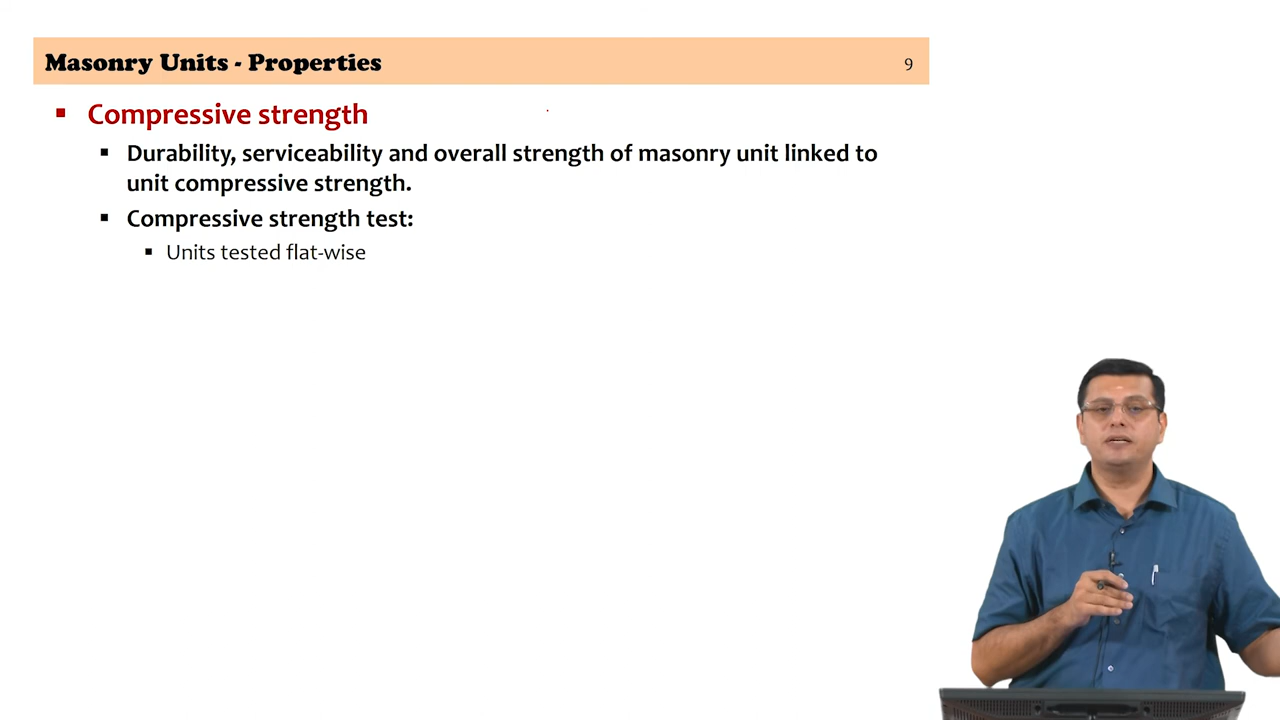 Masonry Units - Properties
9
Compressive strength
Durability, serviceability and overall strength of masonry unit linked to
unit compressive strength.
Compressive strength test:
Units tested flat-wise